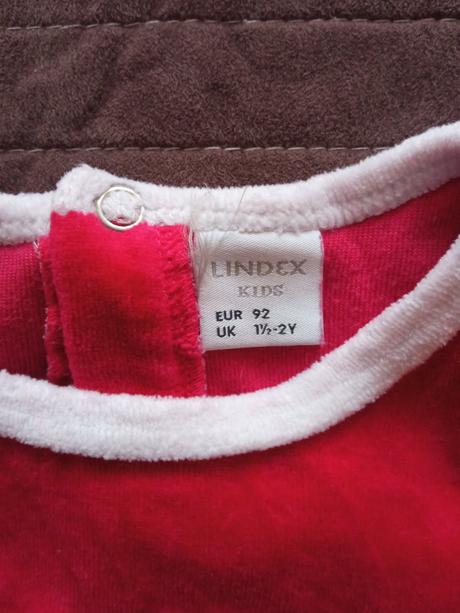 LINDEX
KIDS
EUR 92
UK 1½-2Y